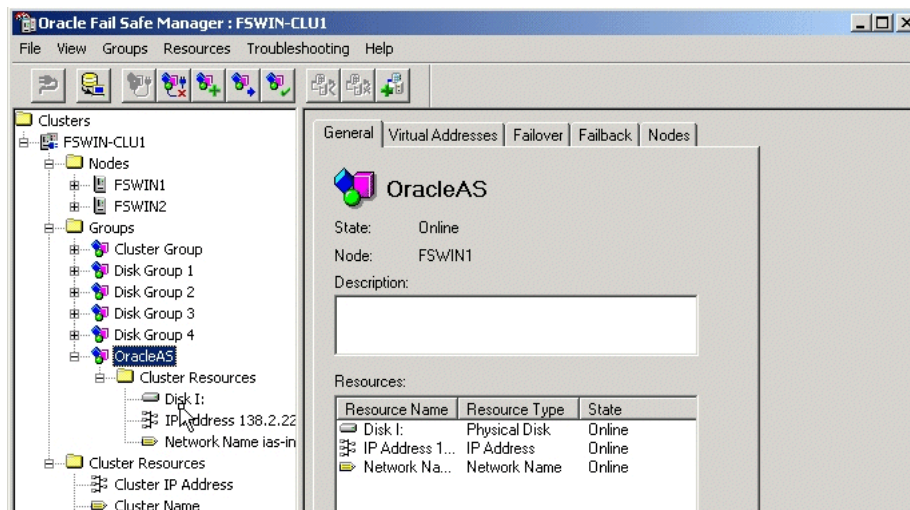 Oracle Fail Safe Manager : FSWIN-CLU1
File View Groups Resources Troubleshooting Help
Clusters
FSWIN-CLU1
Nodes
FSWIN1
FSWIN2
Groups
Cluster Group
Disk Group 1
Disk Group 2
Disk Group 3
Disk Group 4
OracleAS
Cluster Resources
Disk I:
IP Address 138.2.22
Network Name ias-in
Cluster Resources
Cluster IP Address
Cluster Name
General Virtual Addresses Failover Failback Nodes
OracleAS
State: Online
Node: FSWIN1
Description:
Resources:
Resource Name Resource Type State
Disk I: Physical Disk Online
IP Address 1... IP Address Online
Network Na... Network Name Online